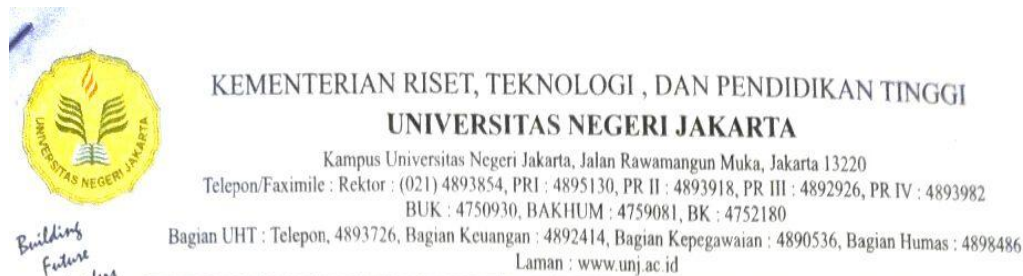 KEMENTERIAN RISET, TEKNOLOGI , DAN PENDIDIKAN TINGGI
UNIVERSITAS NEGERI JAKARTA
Kampus Universitas Negeri Jakarta, Jalan Rawamangun Muka, Jakarta 13220
Telepon/Faximile : Rektor : (021) 4893854, PRI : 4895130, PR II : 4893918, PR III : 4892926, PR IV : 4893982
BUK : 4750930, BAKHUM : 4759081, BK : 4752180
Bagian UHT : Telepon, 4893726, Bagian Keuangan : 4892414, Bagian Kepegawaian : 4890536, Bagian Humas : 4898486
Laman : www.unj.ac.id
UNIVERSITAS NEGERI JAKARTA
Building
Future